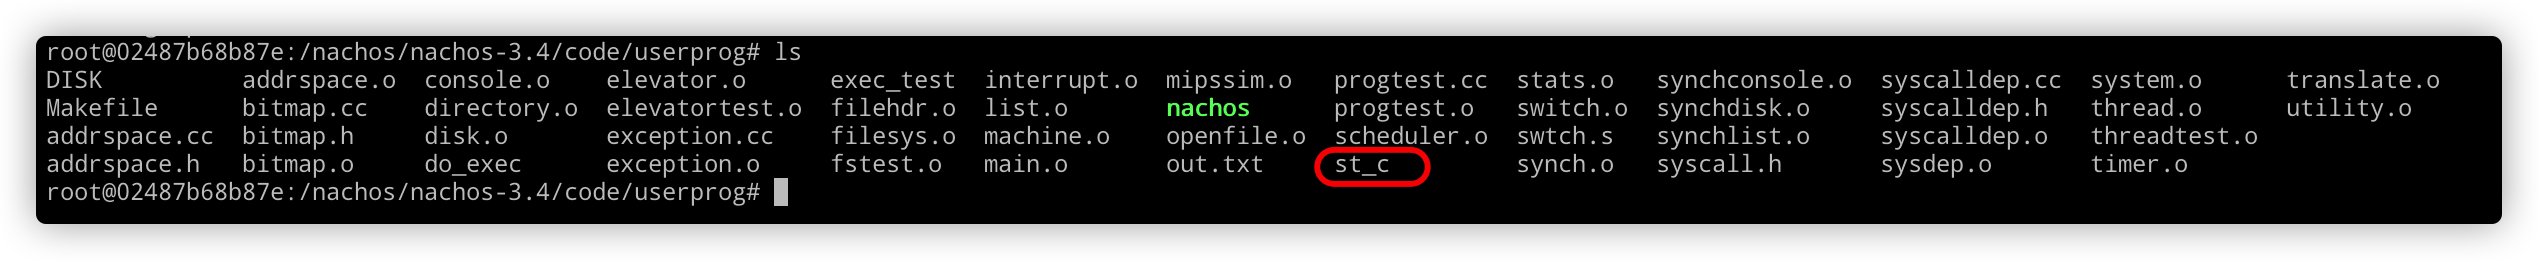 root@02487b68b87e:/nachos/nachos-3.4/code/userprog# ls
DISK addrspace.o console.o elevator.o exec_test interrupt.o mipssim.o progtest.cc stats.o synchconsole.o syscalldep.cc system.o translate.o
Makefile bitmap.cc directory.o elevatortest.o filehdr.o list.o nachos progtest.o switch.o synchdisk.o syscalldep.h thread.o utility.o
addrspace.cc bitmap.h disk.o exception.cc filesys.o machine.o openfile.o scheduler.o swtch.s synchlist.o syscalldep.o threadtest.o
addrspace.h bitmap.o do_exec exception.o fstest.o main.o out.txt st_c synch.o syscall.h sysdep.o timer.o
root@02487b68b87e:/nachos/nachos-3.4/code/userprog#